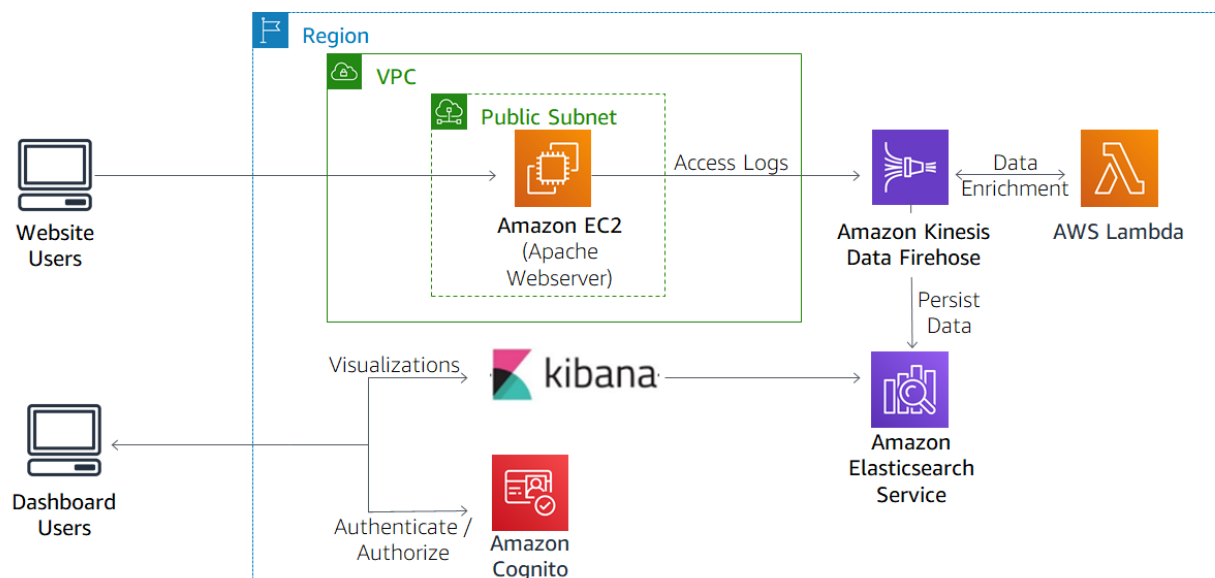 Region
VPC
Public Subnet
Website
Users
Amazon EC2
(Apache
Webserver)
Access Logs
Amazon Kinesis
Data Firehose
Data
Enrichment
AWS Lambda
Persist
Data
Visualizations
kibana
Amazon
Elasticsearch
Service
Dashboard
Users
Authenticate /
Authorize
Amazon
Cognito